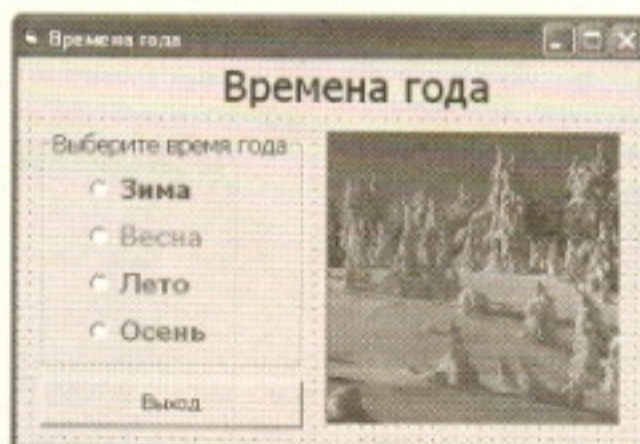 Времена года
Времена года
Выберите время года
Зима
Весна
Лето
Осень
Выход